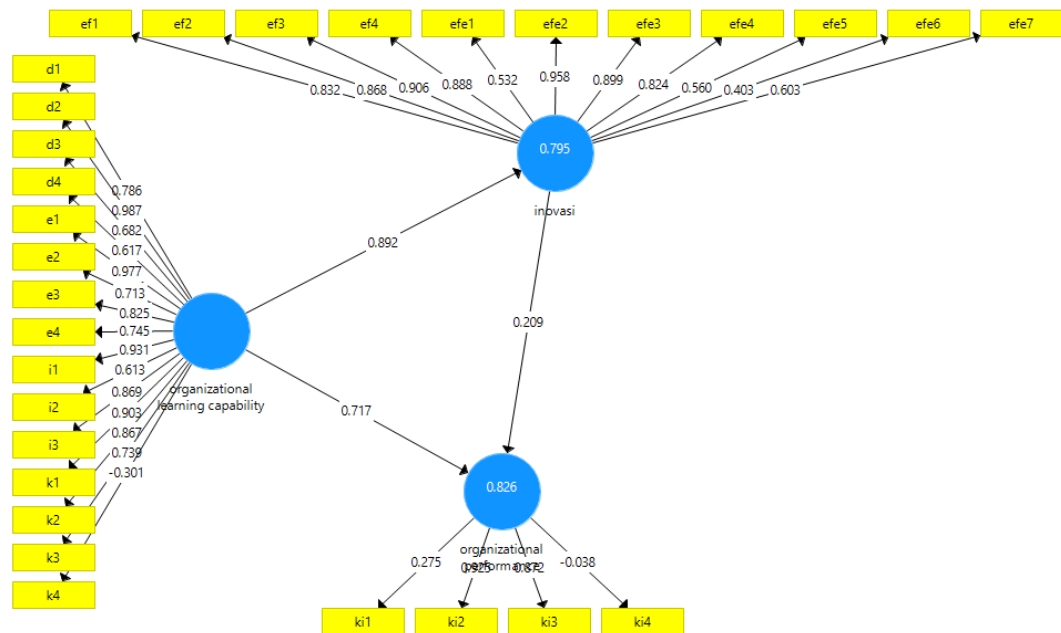 ef1
ef2
ef3
ef4
efe1
efe2
efe3
efe4
efe5
efe6
efe7
0.832
0.868
0.906
0.888
0.532
0.958
0.899
0.824
0.560
0.403
0.603
0.795
inovasi
d1
d2
d3
d4
e1
e2
e3
e4
i1
i2
i3
k1
k2
k3
k4
0.786
0.987
0.682
0.617
0.977
0.713
0.825
0.745
0.931
0.613
0.869
0.903
0.867
0.739
-0.301
organizational
learning capability
0.892
0.209
0.717
0.826
organizational
performance
0.275
0.925
0.872
-0.038
ki1
ki2
ki3
ki4